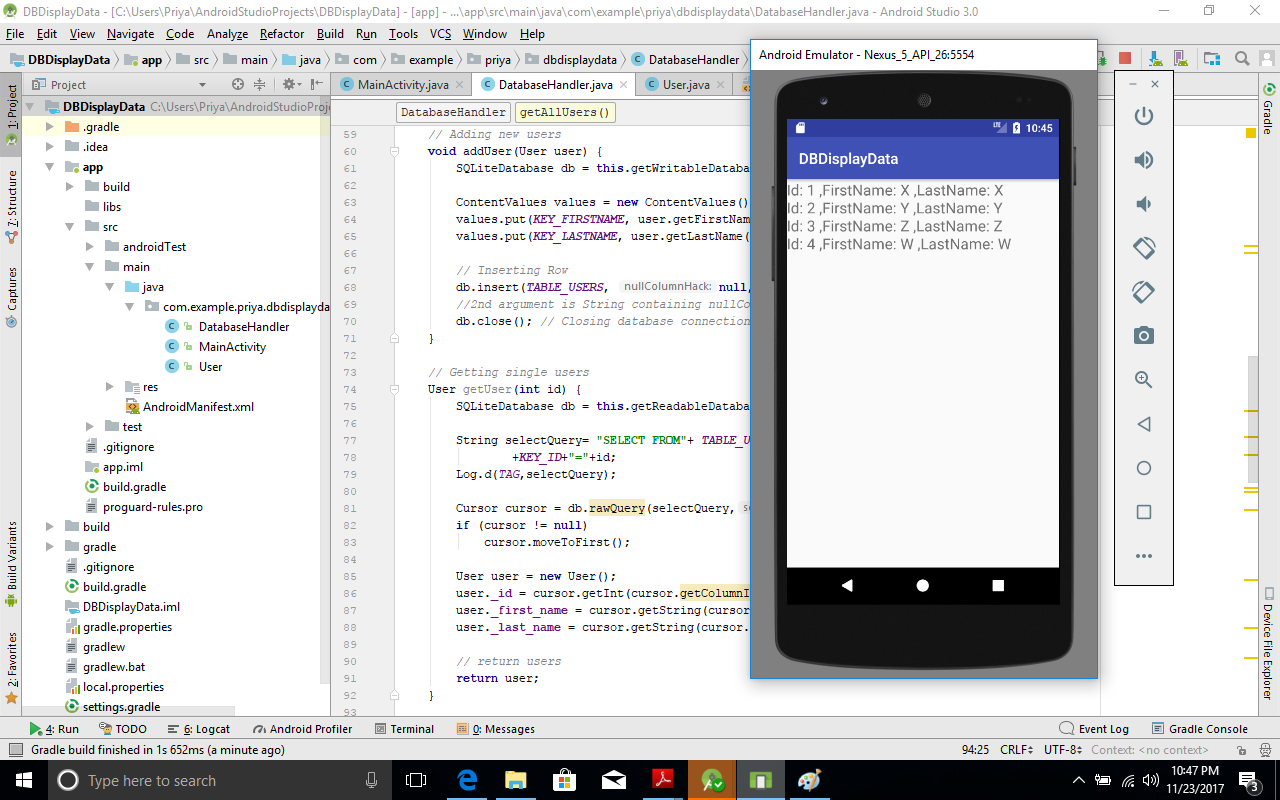 DBDisplayData - [C:\Users\Priya\AndroidStudioProjects\DBDisplayData] - [app] - ...\app\src\main\java\com\example\priya\dbdisplaydata\DatabaseHandler.java - Android Studio 3.0
File Edit View Navigate Code Analyze Refactor Build Run Tools VCS Window Help
DBDisplayData app src main java com example priya dbdisplaydata DatabaseHandler
Project
MainActivity.java
DatabaseHandler.java
User.java
DatabaseHandler
getAllUsers()
1: Project
7: Structure
Captures
Build Variants
2: Favorites
DBDisplayData C:\Users\Priya\AndroidStudioProj
.gradle
.idea
app
build
libs
src
androidTest
main
java
com.example.priya.dbdisplayda
DatabaseHandler
MainActivity
User
res
AndroidManifest.xml
test
.gitignore
app.iml
build.gradle
proguard-rules.pro
build
gradle
.gitignore
build.gradle
DBDisplayData.iml
gradle.properties
gradlew
gradlew.bat
local.properties
settings.gradle
59 // Adding new users
60 void addUser(User user) {
61 SQLiteDatabase db = this.getWritableDataba
62
63 ContentValues values = new ContentValues()
64 values.put(KEY_FIRSTNAME, user.getFirstNam
65 values.put(KEY_LASTNAME, user.getLastName(
66
67 // Inserting Row
68 db.insert(TABLE_USERS, nullColumnHack: null,
69 //2nd argument is String containing nullCo
70 db.close(); // Closing database connection
71 }
72
73 // Getting single users
74 User getUser(int id) {
75 SQLiteDatabase db = this.getReadableDataba
76
77 String selectQuery= "SELECT FROM"+ TABLE_U
78 +KEY_ID+"="+id;
79 Log.d(TAG,selectQuery);
80
81 Cursor cursor = db.rawQuery(selectQuery, se
82 if (cursor != null)
83 cursor.moveToFirst();
84
85 User user = new User();
86 user._id = cursor.getInt(cursor.getColumnI
87 user._first_name = cursor.getString(cursor
88 user._last_name = cursor.getString(cursor.
89
90 // return users
91 return user;
92 }
93
Android Emulator - Nexus_5_API_26:5554
LTE 10:45
DBDisplayData
Id: 1 ,FirstName: X ,LastName: X
Id: 2 ,FirstName: Y ,LastName: Y
Id: 3 ,FirstName: Z ,LastName: Z
Id: 4 ,FirstName: W ,LastName: W
Gradle
Device File Explorer
4: Run TODO 6: Logcat Android Profiler Terminal 0: Messages Event Log Gradle Console
Gradle build finished in 1s 652ms (a minute ago) 94:25 CRLF UTF-8 Context: <no context>
Type here to search
10:47 PM
11/23/2017
3